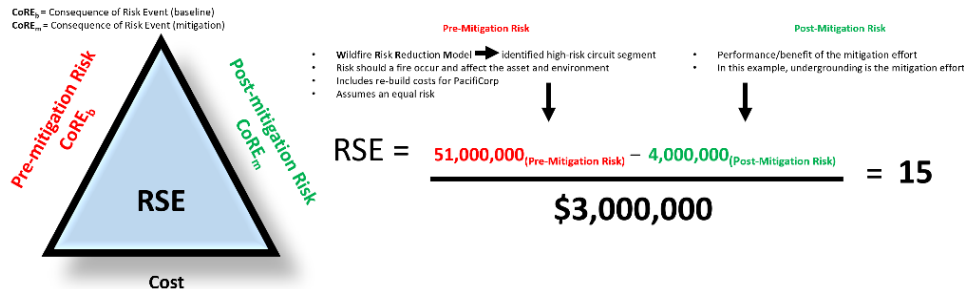 CoREb = Consequence of Risk Event (baseline)
CoREm = Consequence of Risk Event (mitigation)
Pre-mitigation Risk
CoREb
Post-mitigation Risk
CoREm
RSE
Cost
Pre-Mitigation Risk
• Wildfire Risk Reduction Model identified high-risk circuit segment
• Risk should a fire occur and affect the asset and environment
• Includes re-build costs for PacifiCorp
• Assumes an equal risk
Post-Mitigation Risk
• Performance/benefit of the mitigation effort
• In this example, undergrounding is the mitigation effort
RSE = 51,000,000(Pre-Mitigation Risk) – 4,000,000(Post-Mitigation Risk)
$3,000,000
= 15